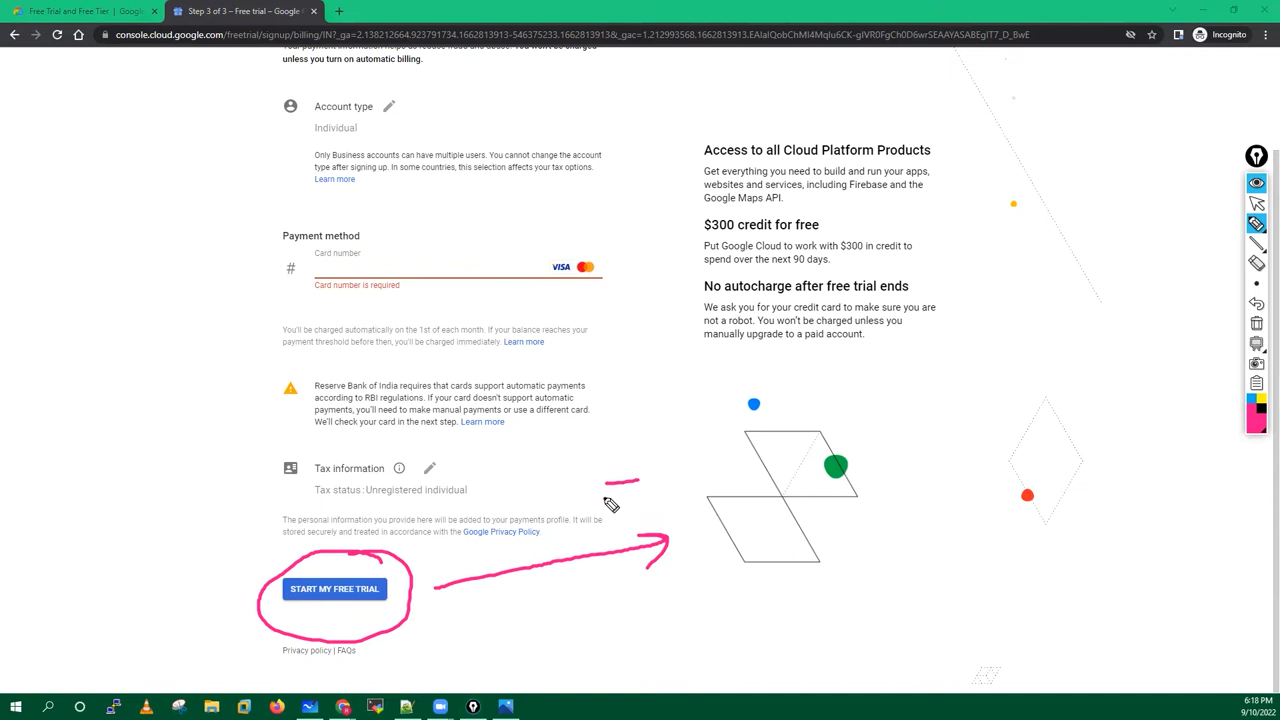 Free Trial and Free Tier | Google
Step 3 of 3 – Free trial – Google
console.cloud.google.com/freetrial/signup/billing/IN?_ga=2.138212664.923791734.1662813913-546375233.1662813913&_gac=1.212993568.1662813913.EAIaIQobChMI4Mqlu6CK-gIVR0FgCh0D6wrSEAAYASABEgIT7_D_BwE
Incognito
unless you turn on automatic billing.
Account type
Individual
Only Business accounts can have multiple users. You cannot change the account
type after signing up. In some countries, this selection affects your tax options.
Learn more
Payment method
Card number
# VISA
Card number is required
You'll be charged automatically on the 1st of each month. If your balance reaches your
payment threshold before then, you'll be charged immediately. Learn more
Reserve Bank of India requires that cards support automatic payments
according to RBI regulations. If your card doesn't support automatic
payments, you'll need to make manual payments or use a different card.
We'll check your card in the next step. Learn more
Tax information
Tax status : Unregistered individual
The personal information you provide here will be added to your payments profile. It will be
stored securely and treated in accordance with the Google Privacy Policy.
START MY FREE TRIAL
Privacy policy | FAQs
Access to all Cloud Platform Products
Get everything you need to build and run your apps,
websites and services, including Firebase and the
Google Maps API.
$300 credit for free
Put Google Cloud to work with $300 in credit to
spend over the next 90 days.
No autocharge after free trial ends
We ask you for your credit card to make sure you are
not a robot. You won't be charged unless you
manually upgrade to a paid account.
6:18 PM
9/10/2022